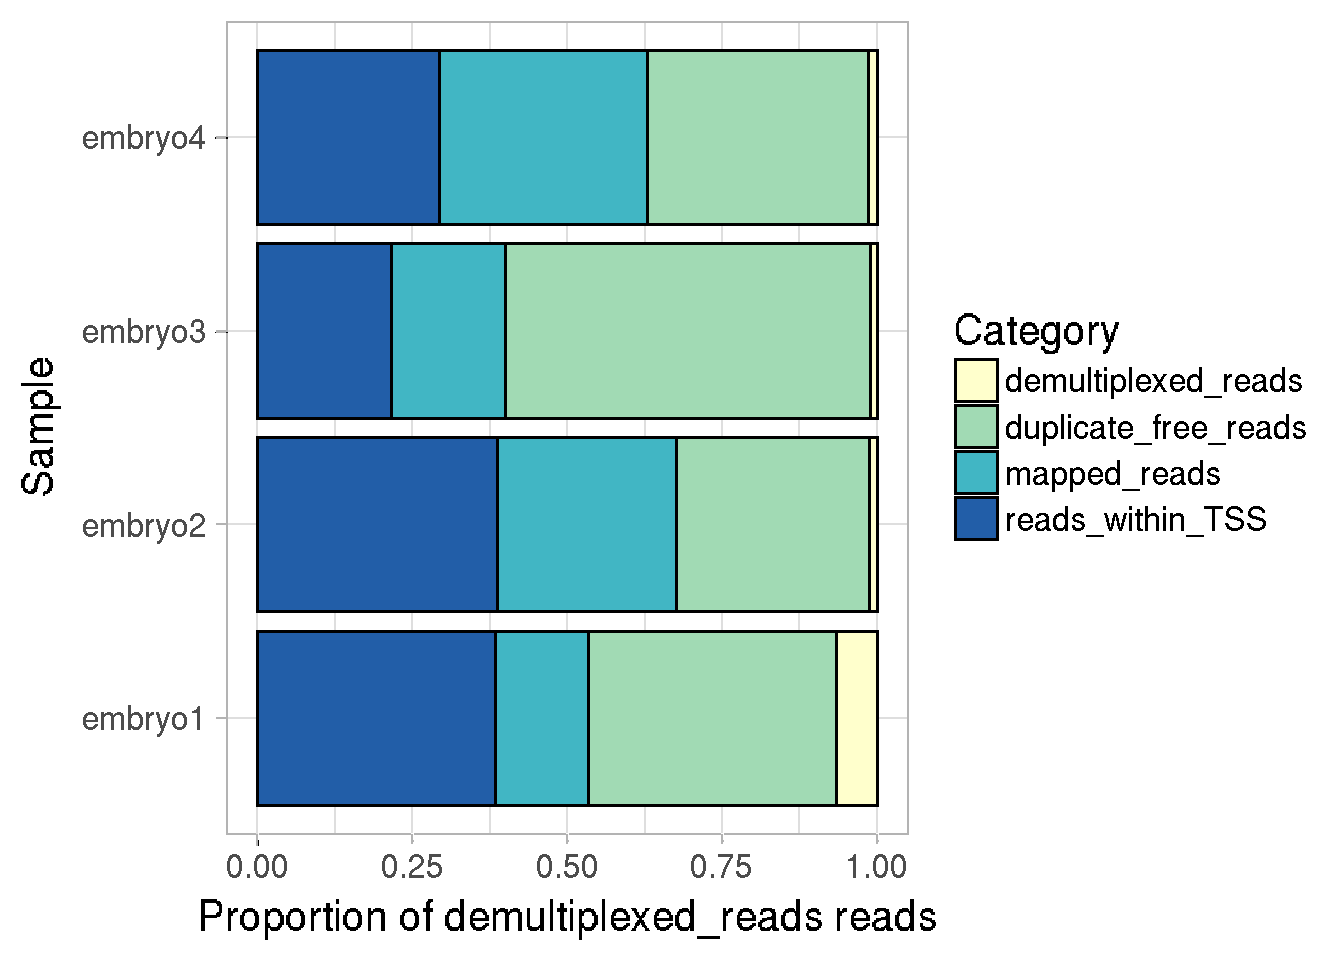 embryo4
embryo3
embryo2
embryo1
Sample
0.00 0.25 0.50 0.75 1.00
Proportion of demultiplexed_reads reads
Category
demultiplexed_reads
duplicate_free_reads
mapped_reads
reads_within_TSS